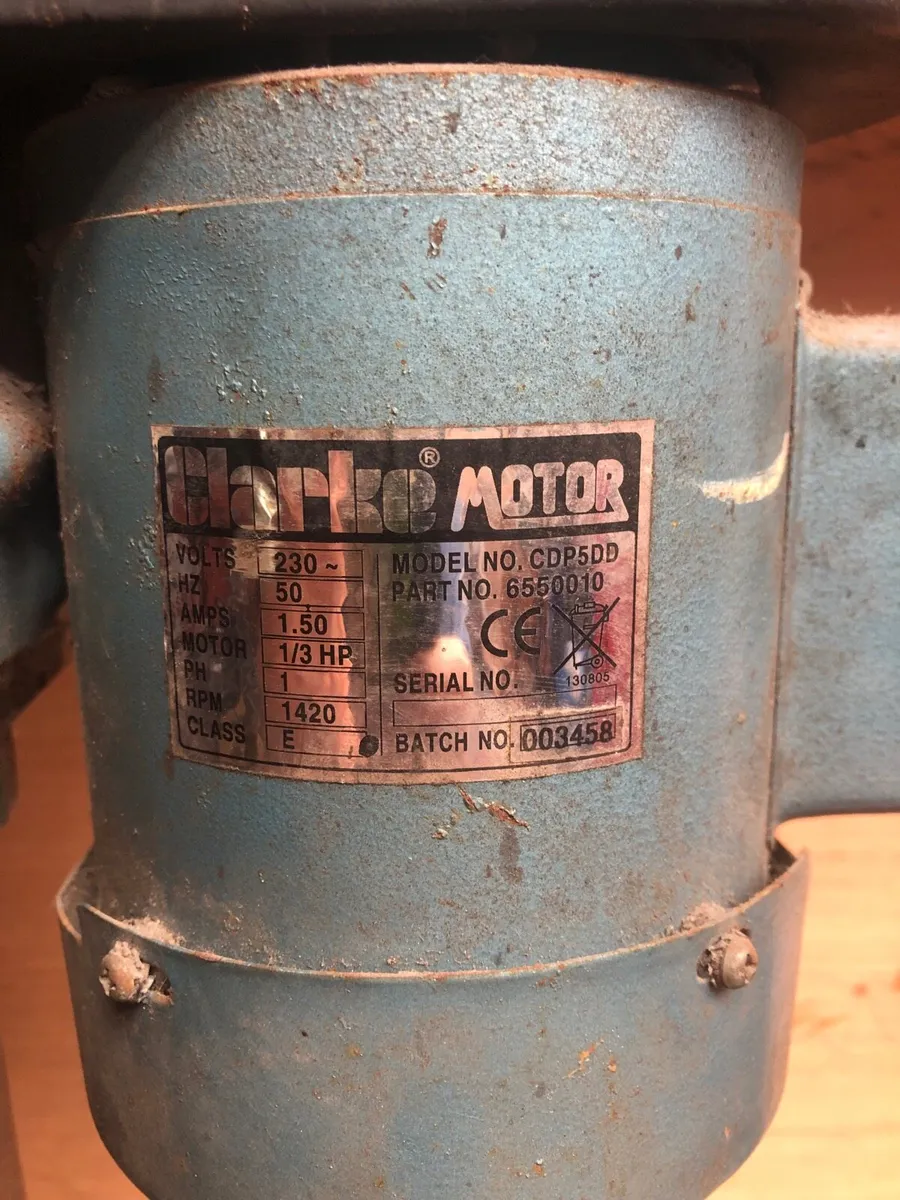 Clarke® MOTOR
VOLTS 230 ~
HZ 50
AMPS 1.50
MOTOR 1/3 HP
PH 1
RPM 1420
CLASS E
MODEL NO. CDP5DD
PART NO. 6550010
CE
130805
SERIAL NO.
BATCH NO. 003458